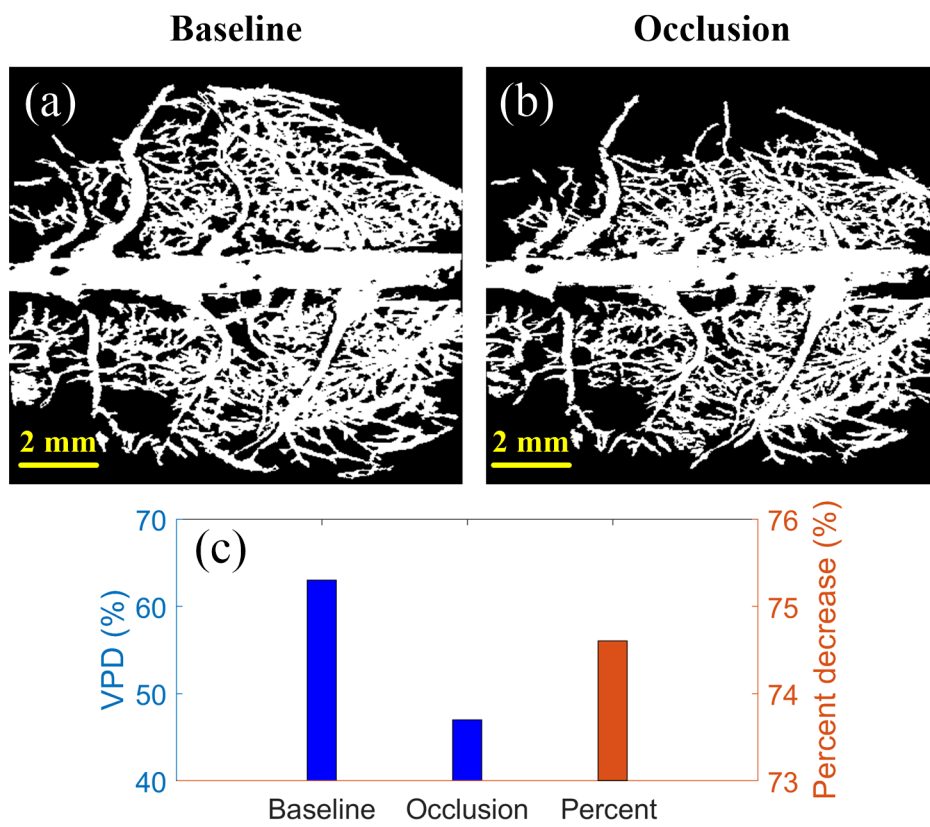 Baseline
Occlusion
(a)
(b)
2 mm
2 mm
(c)
70
60
50
40
VPD (%)
76
75
74
73
Percent decrease (%)
Baseline
Occlusion
Percent